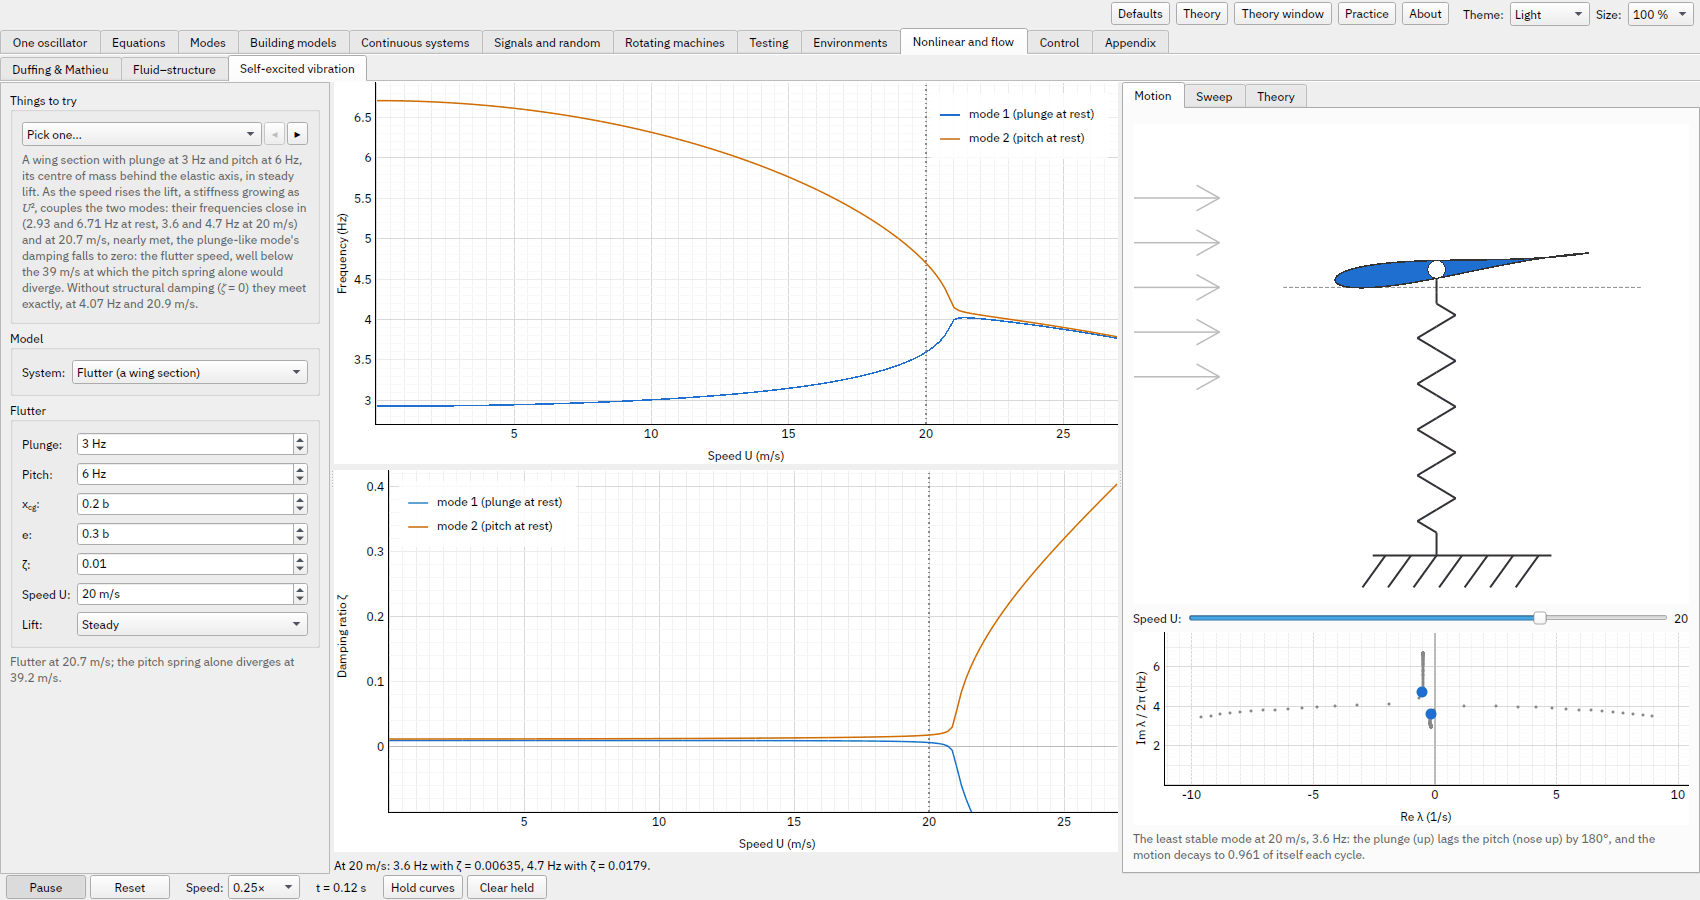 Defaults Theory Theory window Practice About Theme: Light Size: 100 %
One oscillator Equations Modes Building models Continuous systems Signals and random Rotating machines Testing Environments Nonlinear and flow Control Appendix
Duffing & Mathieu Fluid–structure Self-excited vibration
Things to try
Pick one...
A wing section with plunge at 3 Hz and pitch at 6 Hz,
its centre of mass behind the elastic axis, in steady
lift. As the speed rises the lift, a stiffness growing as
U², couples the two modes: their frequencies close in
(2.93 and 6.71 Hz at rest, 3.6 and 4.7 Hz at 20 m/s)
and at 20.7 m/s, nearly met, the plunge-like mode's
damping falls to zero: the flutter speed, well below
the 39 m/s at which the pitch spring alone would
diverge. Without structural damping (ζ = 0) they meet
exactly, at 4.07 Hz and 20.9 m/s.
Model
System: Flutter (a wing section)
Flutter
Plunge: 3 Hz
Pitch: 6 Hz
xcg: 0.2 b
e: 0.3 b
ζ: 0.01
Speed U: 20 m/s
Lift: Steady
Flutter at 20.7 m/s; the pitch spring alone diverges at
39.2 m/s.
Frequency (Hz)
6.5
6
5.5
5
4.5
4
3.5
3
mode 1 (plunge at rest)
mode 2 (pitch at rest)
5 10 15 20 25
Speed U (m/s)
Damping ratio ζ
0.4
0.3
0.2
0.1
0
mode 1 (plunge at rest)
mode 2 (pitch at rest)
5 10 15 20 25
Speed U (m/s)
At 20 m/s: 3.6 Hz with ζ = 0.00635, 4.7 Hz with ζ = 0.0179.
Motion Sweep Theory
Speed U: 20
Im λ / 2π (Hz)
6
4
2
-10 -5 0 5 10
Re λ (1/s)
The least stable mode at 20 m/s, 3.6 Hz: the plunge (up) lags the pitch (nose up) by 180°, and the
motion decays to 0.961 of itself each cycle.
Pause Reset Speed: 0.25× t = 0.12 s Hold curves Clear held